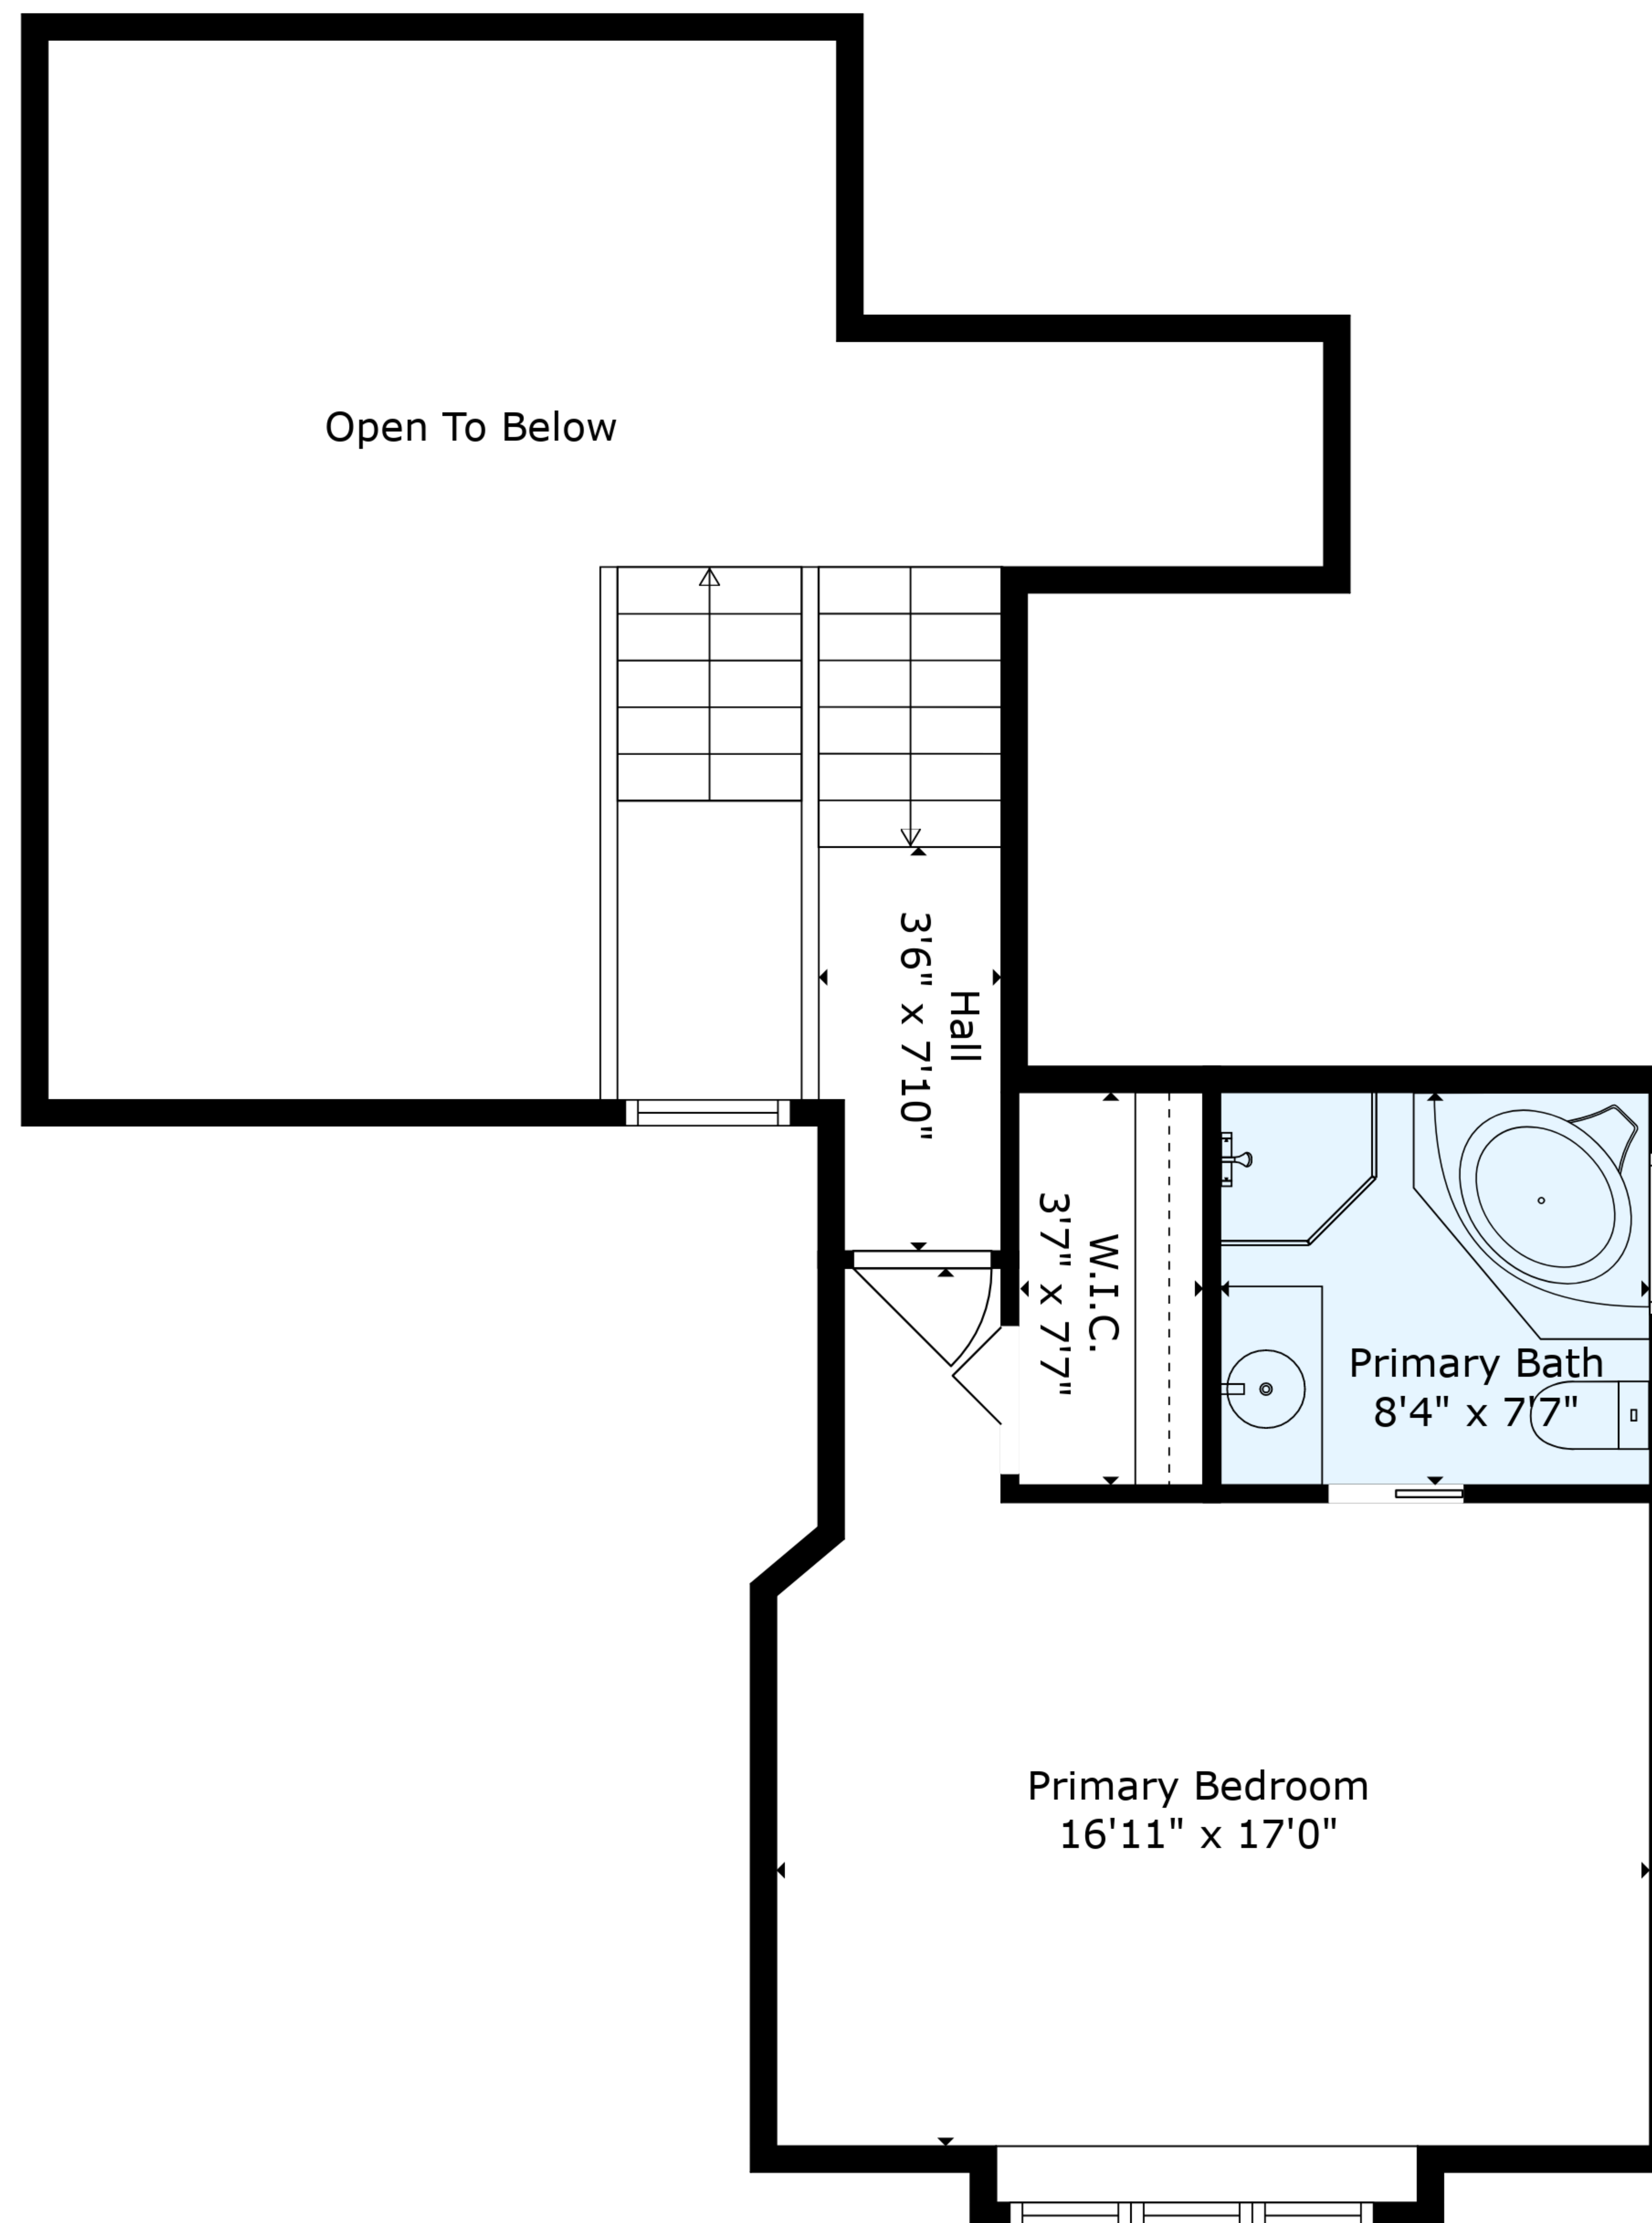 Open To Below
Hall
3'6" x 7'10"
W.I.C.
3'7" x 7'7"
Primary Bath
8'4" x 7'7"
Primary Bedroom
16'11" x 17'0"